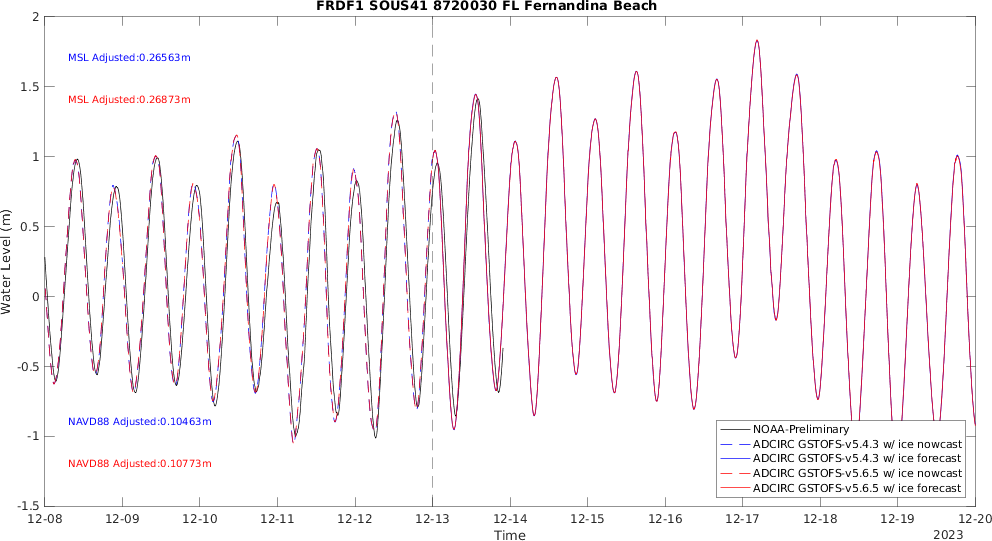 FRDF1 SOUS41 8720030 FL Fernandina Beach
2
MSL Adjusted:0.26563m
1.5
MSL Adjusted:0.26873m
1
0.5
Water Level (m)
0
-0.5
NAVD88 Adjusted:0.10463m
-1
NAVD88 Adjusted:0.10773m
-1.5
NOAA-Preliminary
ADCIRC GSTOFS-v5.4.3 w/ ice nowcast
ADCIRC GSTOFS-v5.4.3 w/ ice forecast
ADCIRC GSTOFS-v5.6.5 w/ ice nowcast
ADCIRC GSTOFS-v5.6.5 w/ ice forecast
12-08 12-09 12-10 12-11 12-12 12-13 12-14 12-15 12-16 12-17 12-18 12-19 12-20
Time
2023